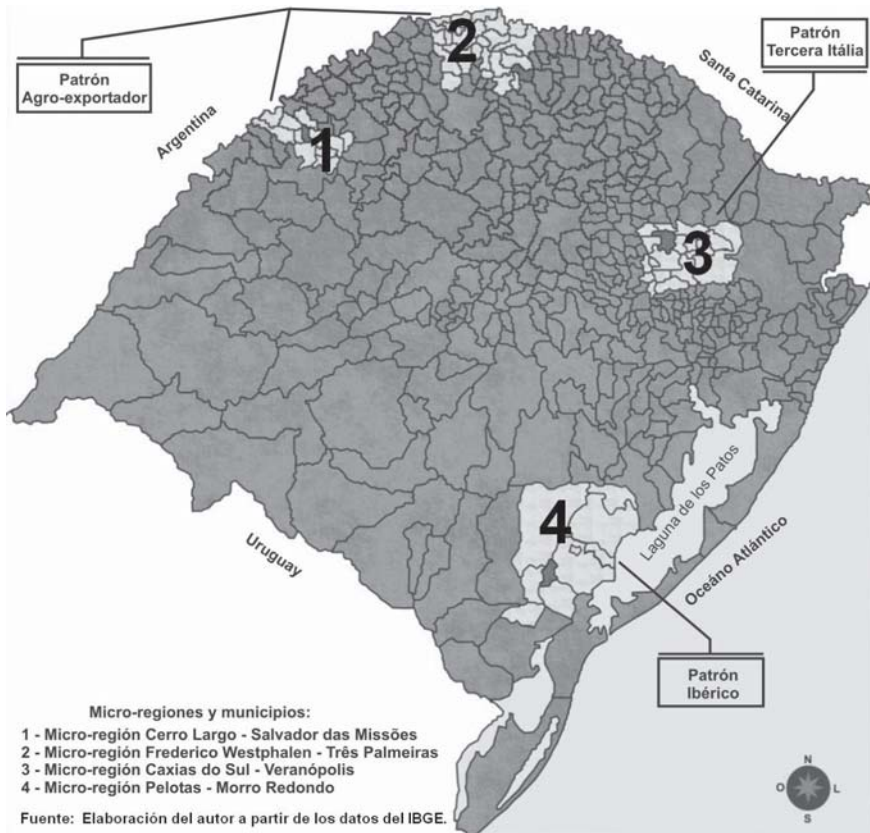 2
Patrón
Tercera Itália
Patrón
Agro-exportador
Santa Catarina
Argentina
1
3
Laguna de los Patos
4
Uruguay
Océano Atlántico
Patrón
Ibérico
Micro-regiones y municipios:
1 - Micro-región Cerro Largo - Salvador das Missões
2 - Micro-región Frederico Westphalen - Três Palmeiras
3 - Micro-región Caxias do Sul - Veranópolis
4 - Micro-región Pelotas - Morro Redondo
Fuente: Elaboración del autor a partir de los datos del IBGE.
N
O L
S